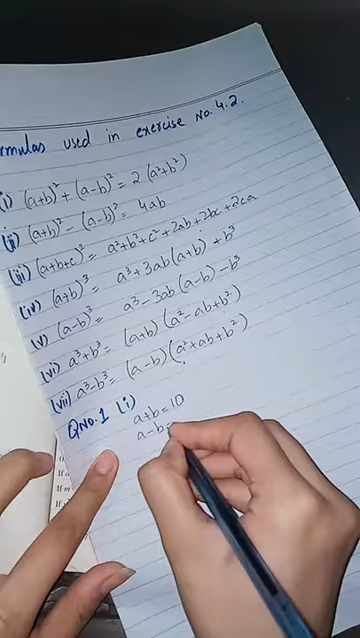 rmulas used in exercise No. 4.2.
(i) (a+b)² + (a-b)² = 2 (a²+b²)
(ii) (a+b)² - (a-b)² = 4ab
(iii) (a+b+c)² = a²+b²+c²+2ab+2bc+2ca
(iv) (a+b)³ = a³+3ab(a+b)+b³
(v) (a-b)³ = a³-3ab(a-b)-b³
(vi) a³+b³ = (a+b)(a²-ab+b²)
(vii) a³-b³ = (a-b)(a²+ab+b²)
QNo.1 (i)
a+b=10
a-b=